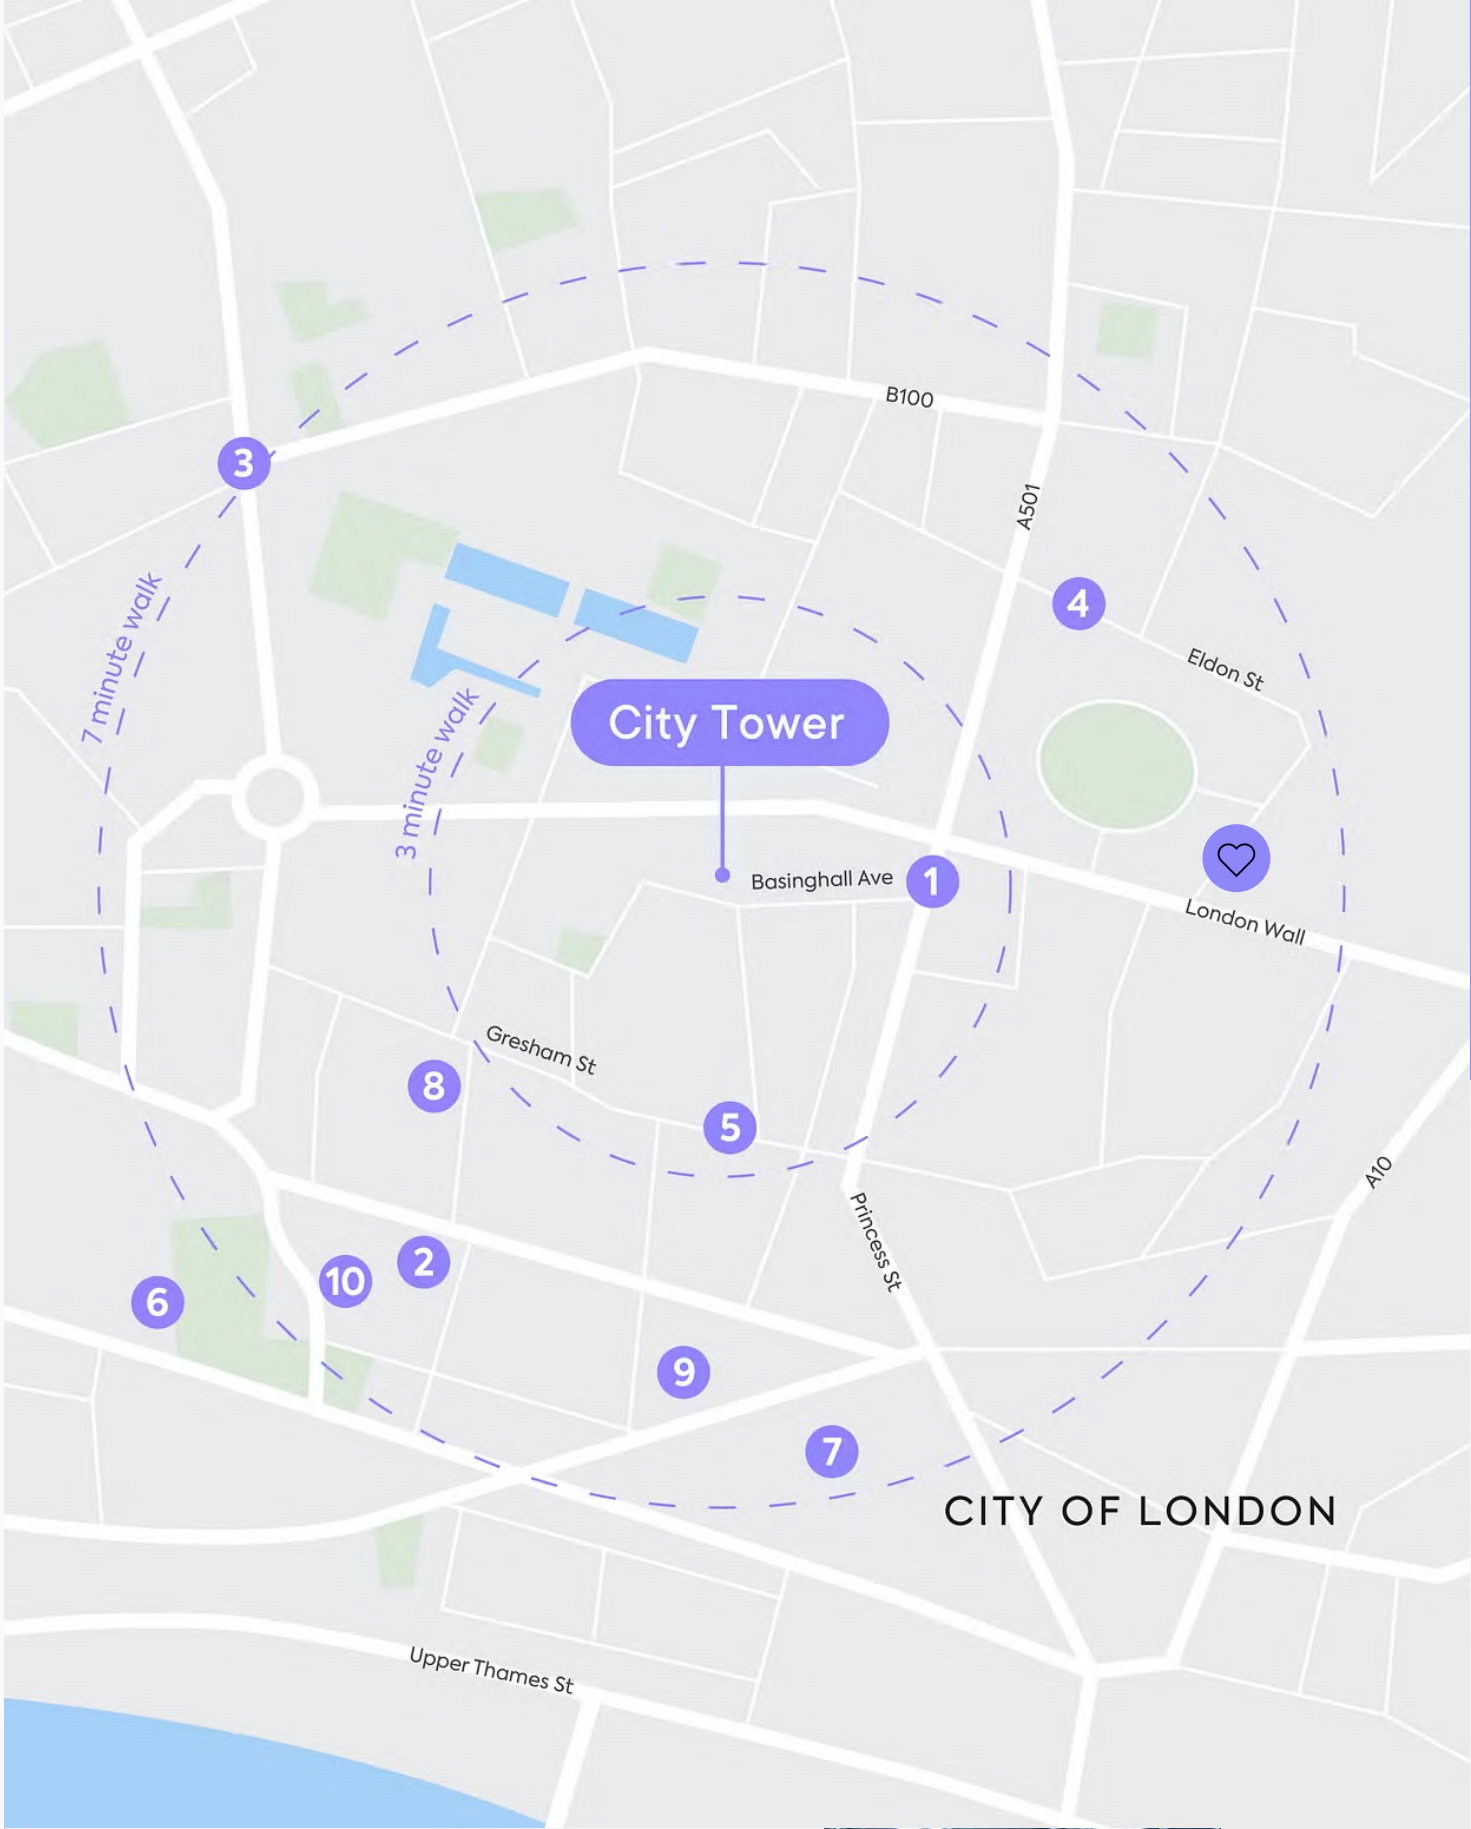 B100
A501
3
7 minute walk
4
Eldon St
3 minute walk
City Tower
Basinghall Ave
1
London Wall
Gresham St
8
5
A10
Princess St
2
10
6
9
7
CITY OF LONDON
Upper Thames St